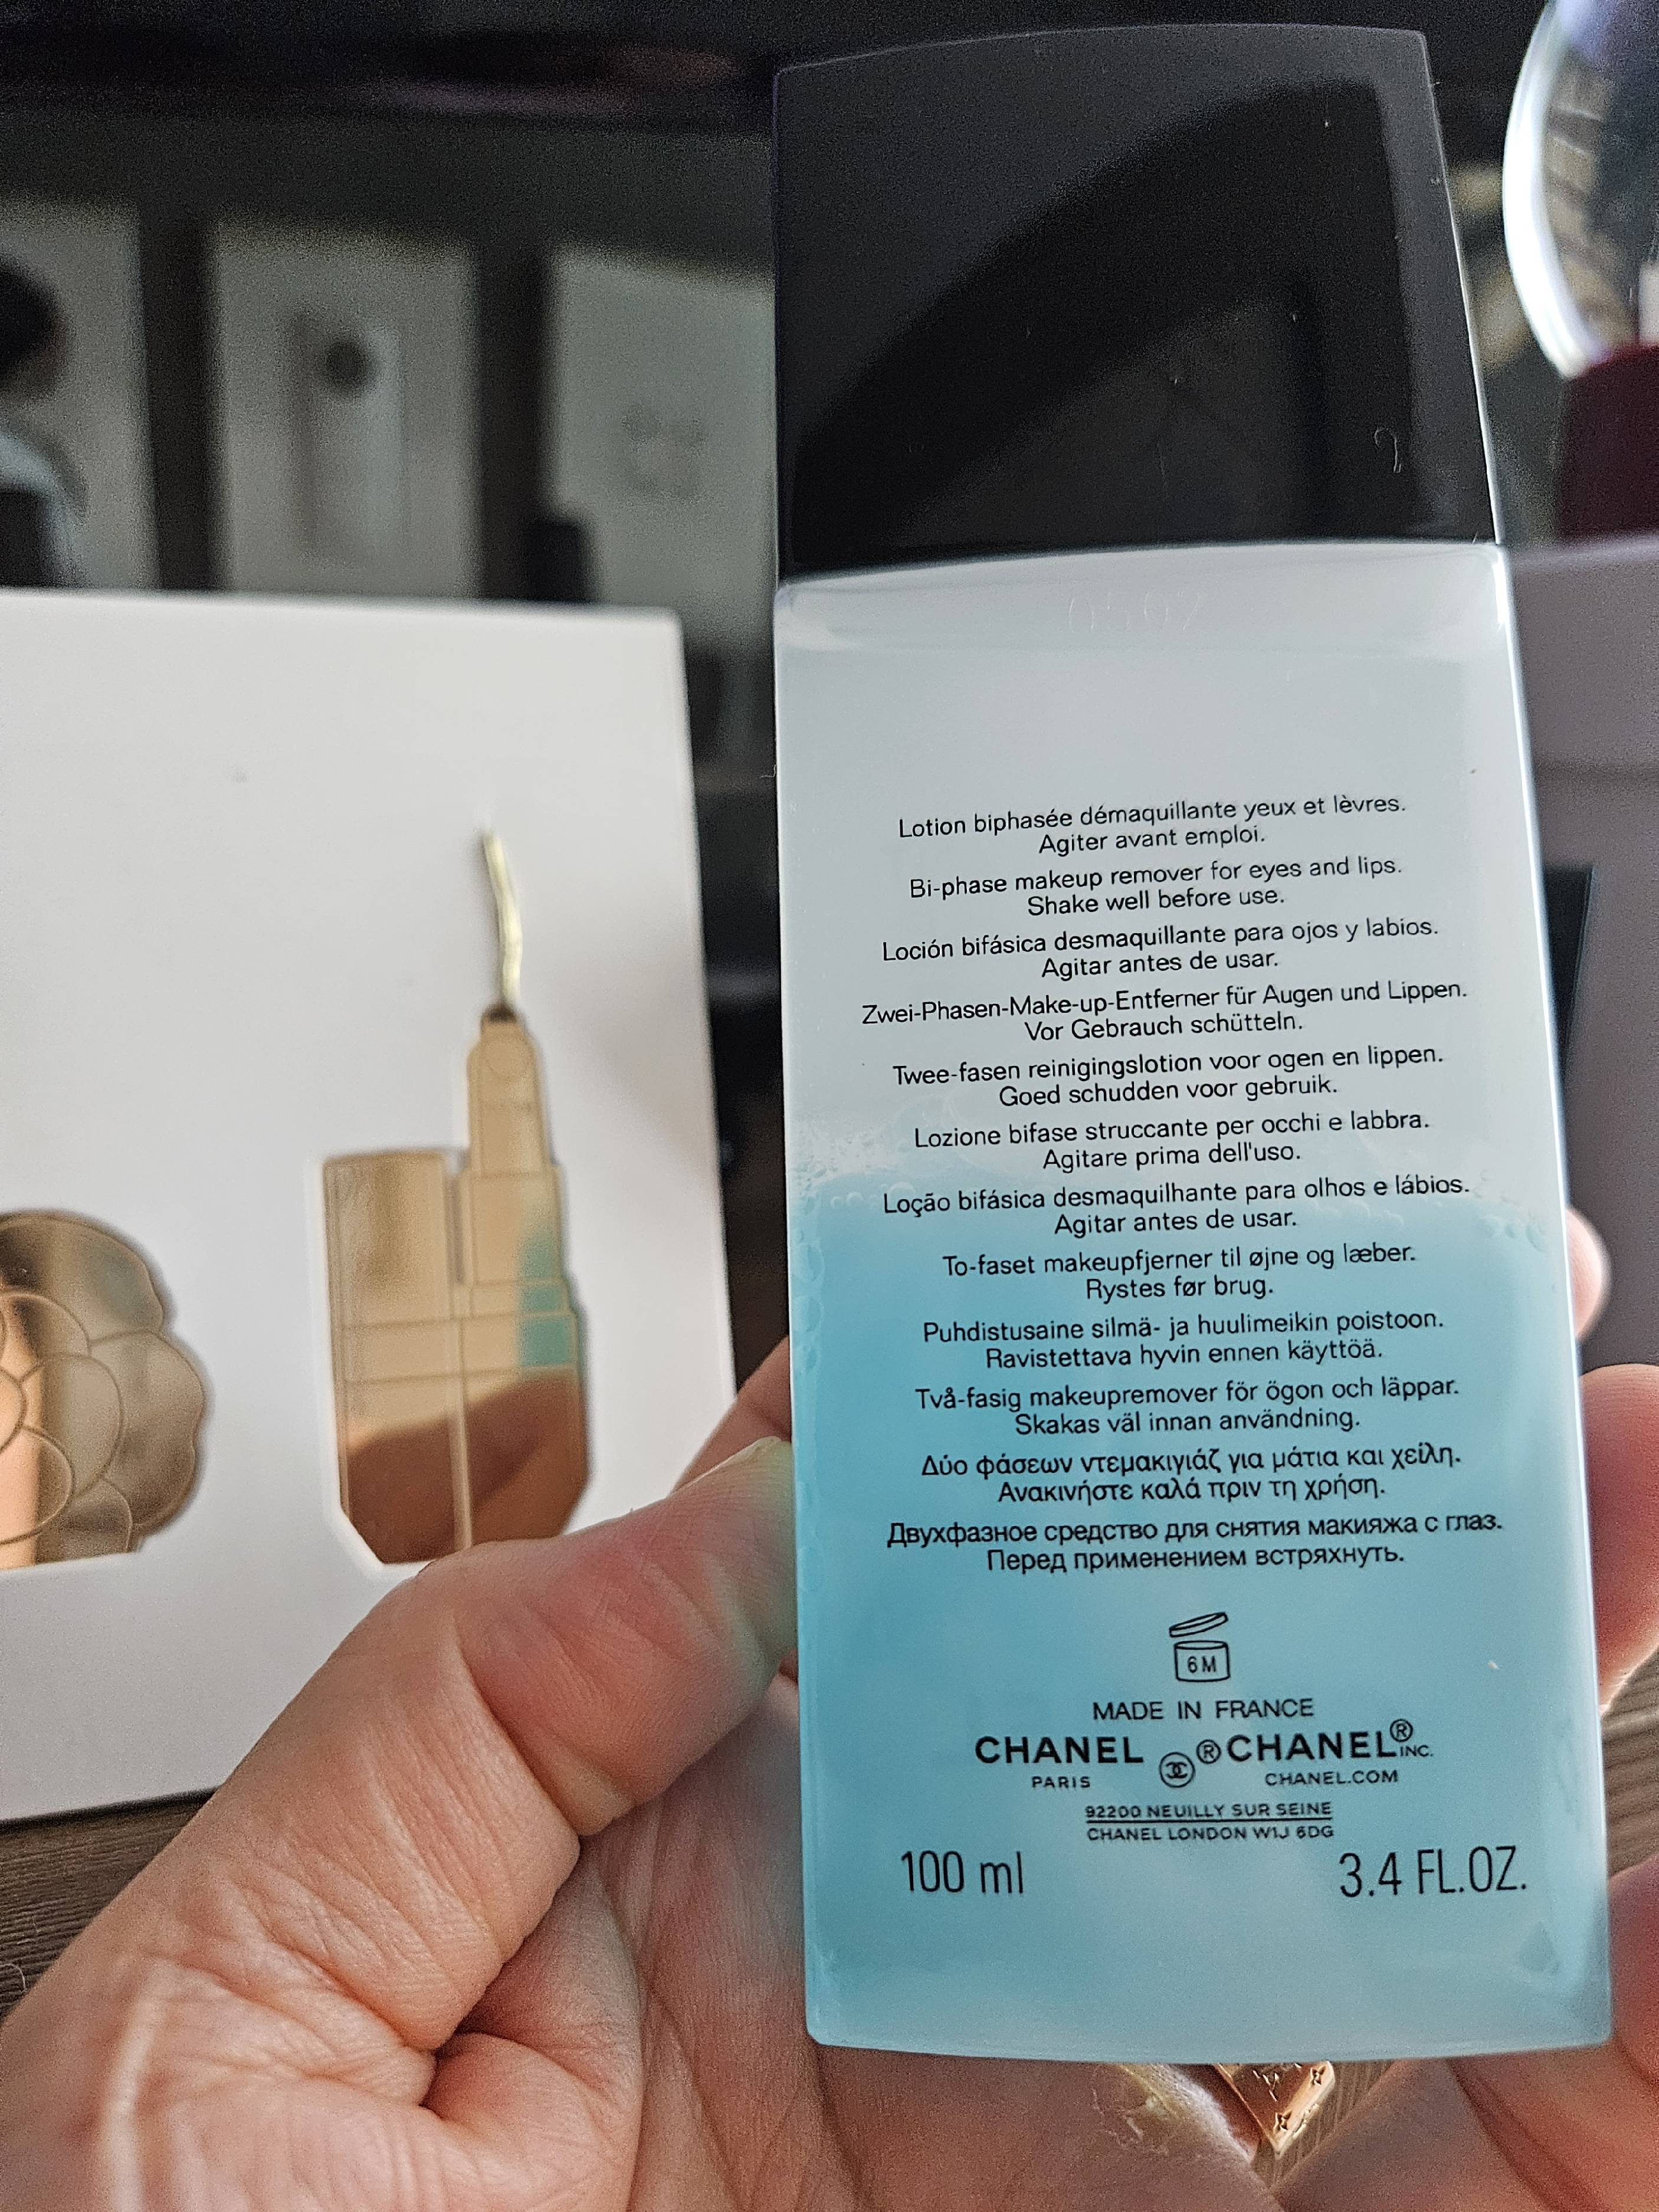 0502
Lotion biphasée démaquillante yeux et lèvres.
Agiter avant emploi.
Bi-phase makeup remover for eyes and lips.
Shake well before use.
Loción bifásica desmaquillante para ojos y labios.
Agitar antes de usar.
Zwei-Phasen-Make-up-Entferner für Augen und Lippen.
Vor Gebrauch schütteln.
Twee-fasen reinigingslotion voor ogen en lippen.
Goed schudden voor gebruik.
Lozione bifase struccante per occhi e labbra.
Agitare prima dell'uso.
Loção bifásica desmaquilhante para olhos e lábios.
Agitar antes de usar.
To-faset makeupfjerner til øjne og læber.
Rystes før brug.
Puhdistusaine silmä- ja huulimeikin poistoon.
Ravistettava hyvin ennen käyttöä.
Två-fasig makeupremover för ögon och läppar.
Skakas väl innan användning.
Δύο φάσεων ντεμακιγιάζ για μάτια και χείλη.
Ανακινήστε καλά πριν τη χρήση.
Двухфазное средство для снятия макияжа с глаз.
Перед применением встряхнуть.
6M
MADE IN FRANCE
CHANEL ® CHANEL® INC.
PARIS CHANEL.COM
92200 NEUILLY SUR SEINE
CHANEL LONDON W1J 6DG
100 ml 3.4 FL.OZ.